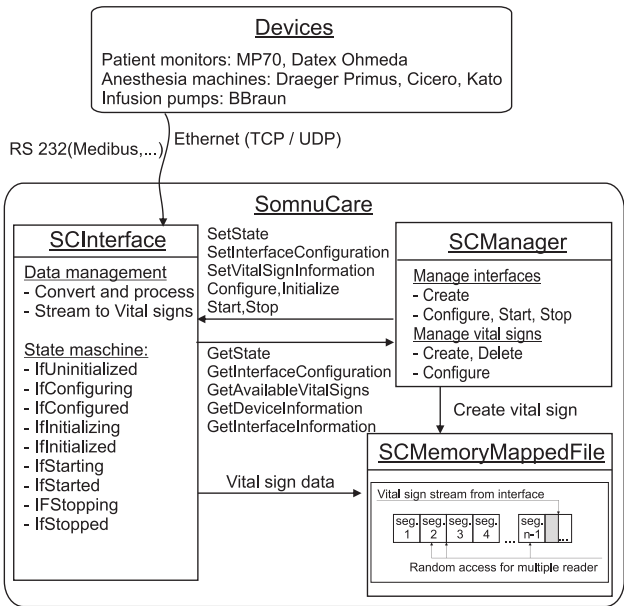 Devices
Patient monitors: MP70, Datex Ohmeda
Anesthesia machines: Draeger Primus, Cicero, Kato
Infusion pumps: BBraun
RS 232(Medibus,...)
Ethernet (TCP / UDP)
SomnuCare
SCInterface
Data management
- Convert and process
- Stream to Vital signs
State maschine:
- IfUninitialized
- IfConfiguring
- IfConfigured
- IfInitializing
- IfInitialized
- IfStarting
- IfStarted
- IFStopping
- IfStopped
SetState
SetInterfaceConfiguration
SetVitalSignInformation
Configure,Initialize
Start,Stop
GetState
GetInterfaceConfiguration
GetAvailableVitalSigns
GetDeviceInformation
GetInterfaceInformation
Vital sign data
SCManager
Manage interfaces
- Create
- Configure, Start, Stop
Manage vital signs
- Create, Delete
- Configure
Create vital sign
SCMemoryMappedFile
Vital sign stream from interface
seg. seg. seg. seg. seg.
1 2 3 4 ... n-1 ...
Random access for multiple reader